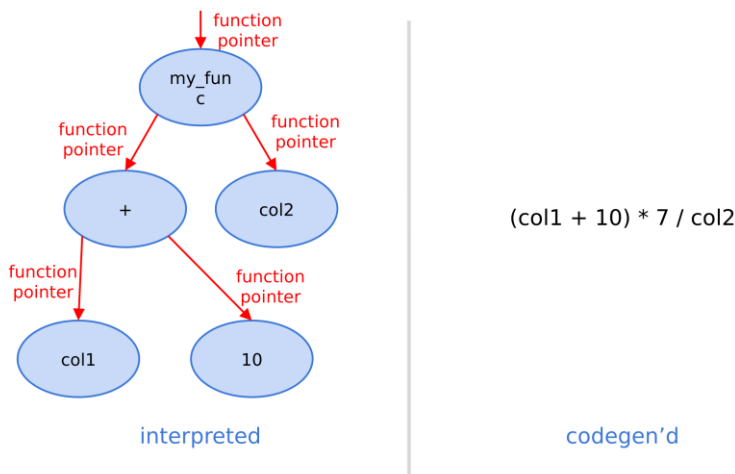 function
pointer
my_fun
c
function
pointer
function
pointer
+
col2
(col1 + 10) * 7 / col2
function
pointer
function
pointer
col1
10
interpreted
codegen’d